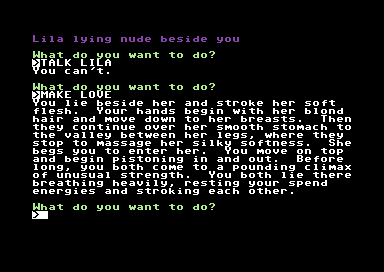 Lila lying nude beside you
What do you want to do?
>TALK LILA
You can't.
What do you want to do?
>MAKE LOVE
You lie beside her and stroke her soft
flesh.  Your hands begin with her blond
hair and move down to her breasts.  Then
they continue over her smooth stomach to
the valley between her legs, where they
stop to massage her silky softness.  She
begs you to enter her.  You move on top
and begin pistoning in and out.  Before
long, you both come to a pounding climax
of unusual strength.  You both lie there
breathing heavily, resting your spend
energies and stroking each other.
What do you want to do?
>